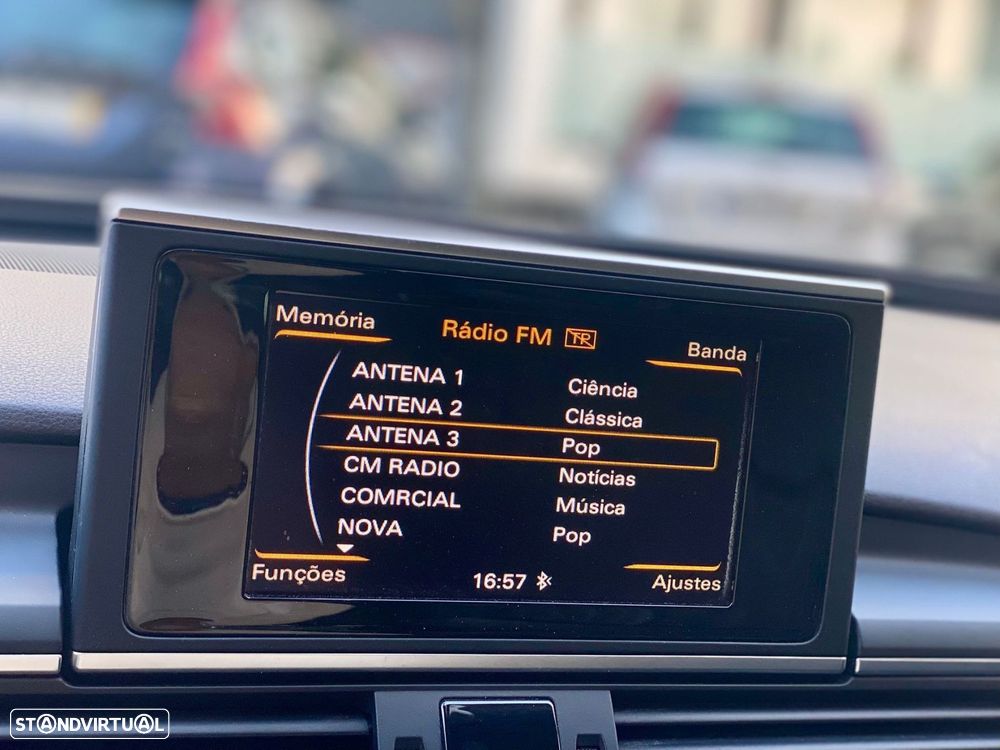 Memória Rádio FM TR Banda
ANTENA 1 Ciência
ANTENA 2 Clássica
ANTENA 3 Pop
CM RADIO Notícias
COMRCIAL Música
NOVA Pop
Funções 16:57 Ajustes
STANDVIRTUAL